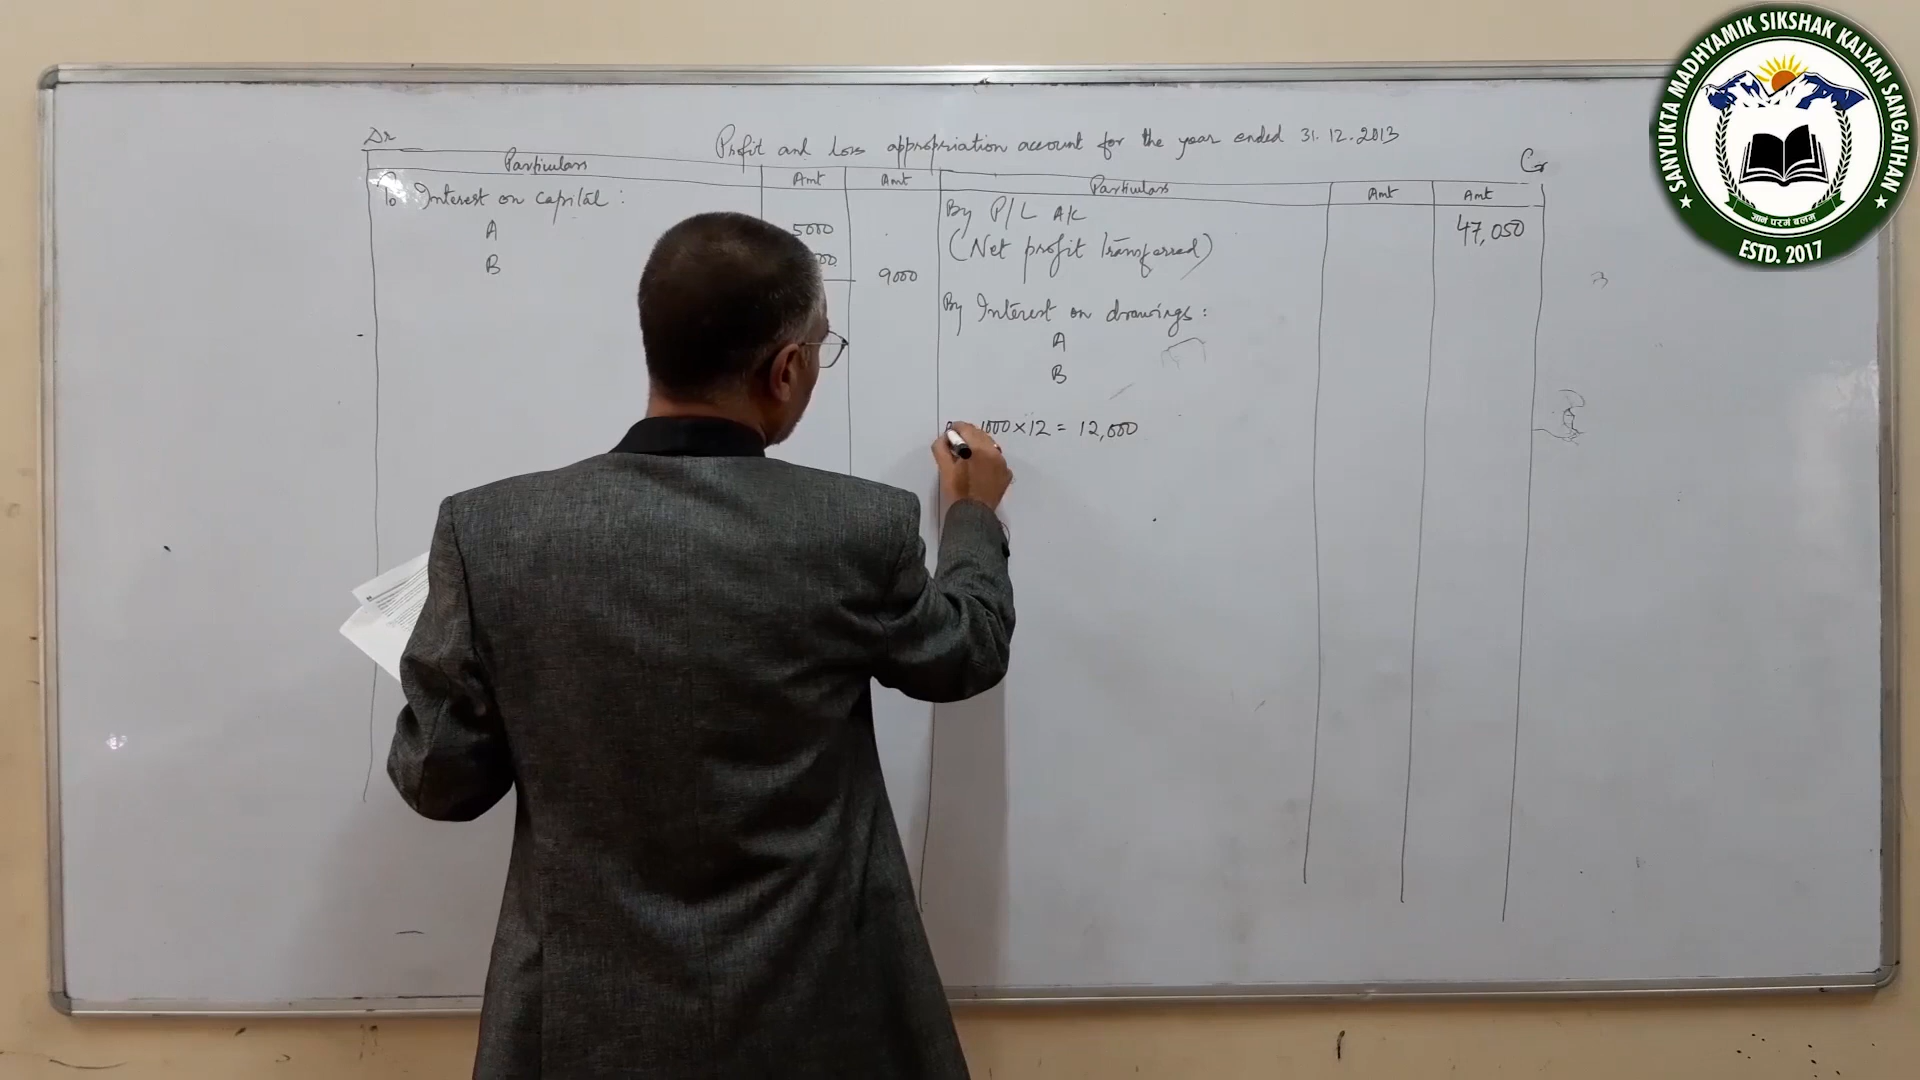 Dr
Profit and Loss appropriation account for the year ended 31.12.2013
Cr
Particulars Amt Amt
To Interest on capital :
A 5000
B 9000
Particulars Amt Amt
By P/L A/c 47,050
(Net profit transferred)
By Interest on drawings :
A
B
1000 × 12 = 12,000
SANYUKTA MADHYAMIK SIKSHAK KALYAN SANGATHAN
ज्ञानं परमं बलम्
ESTD. 2017